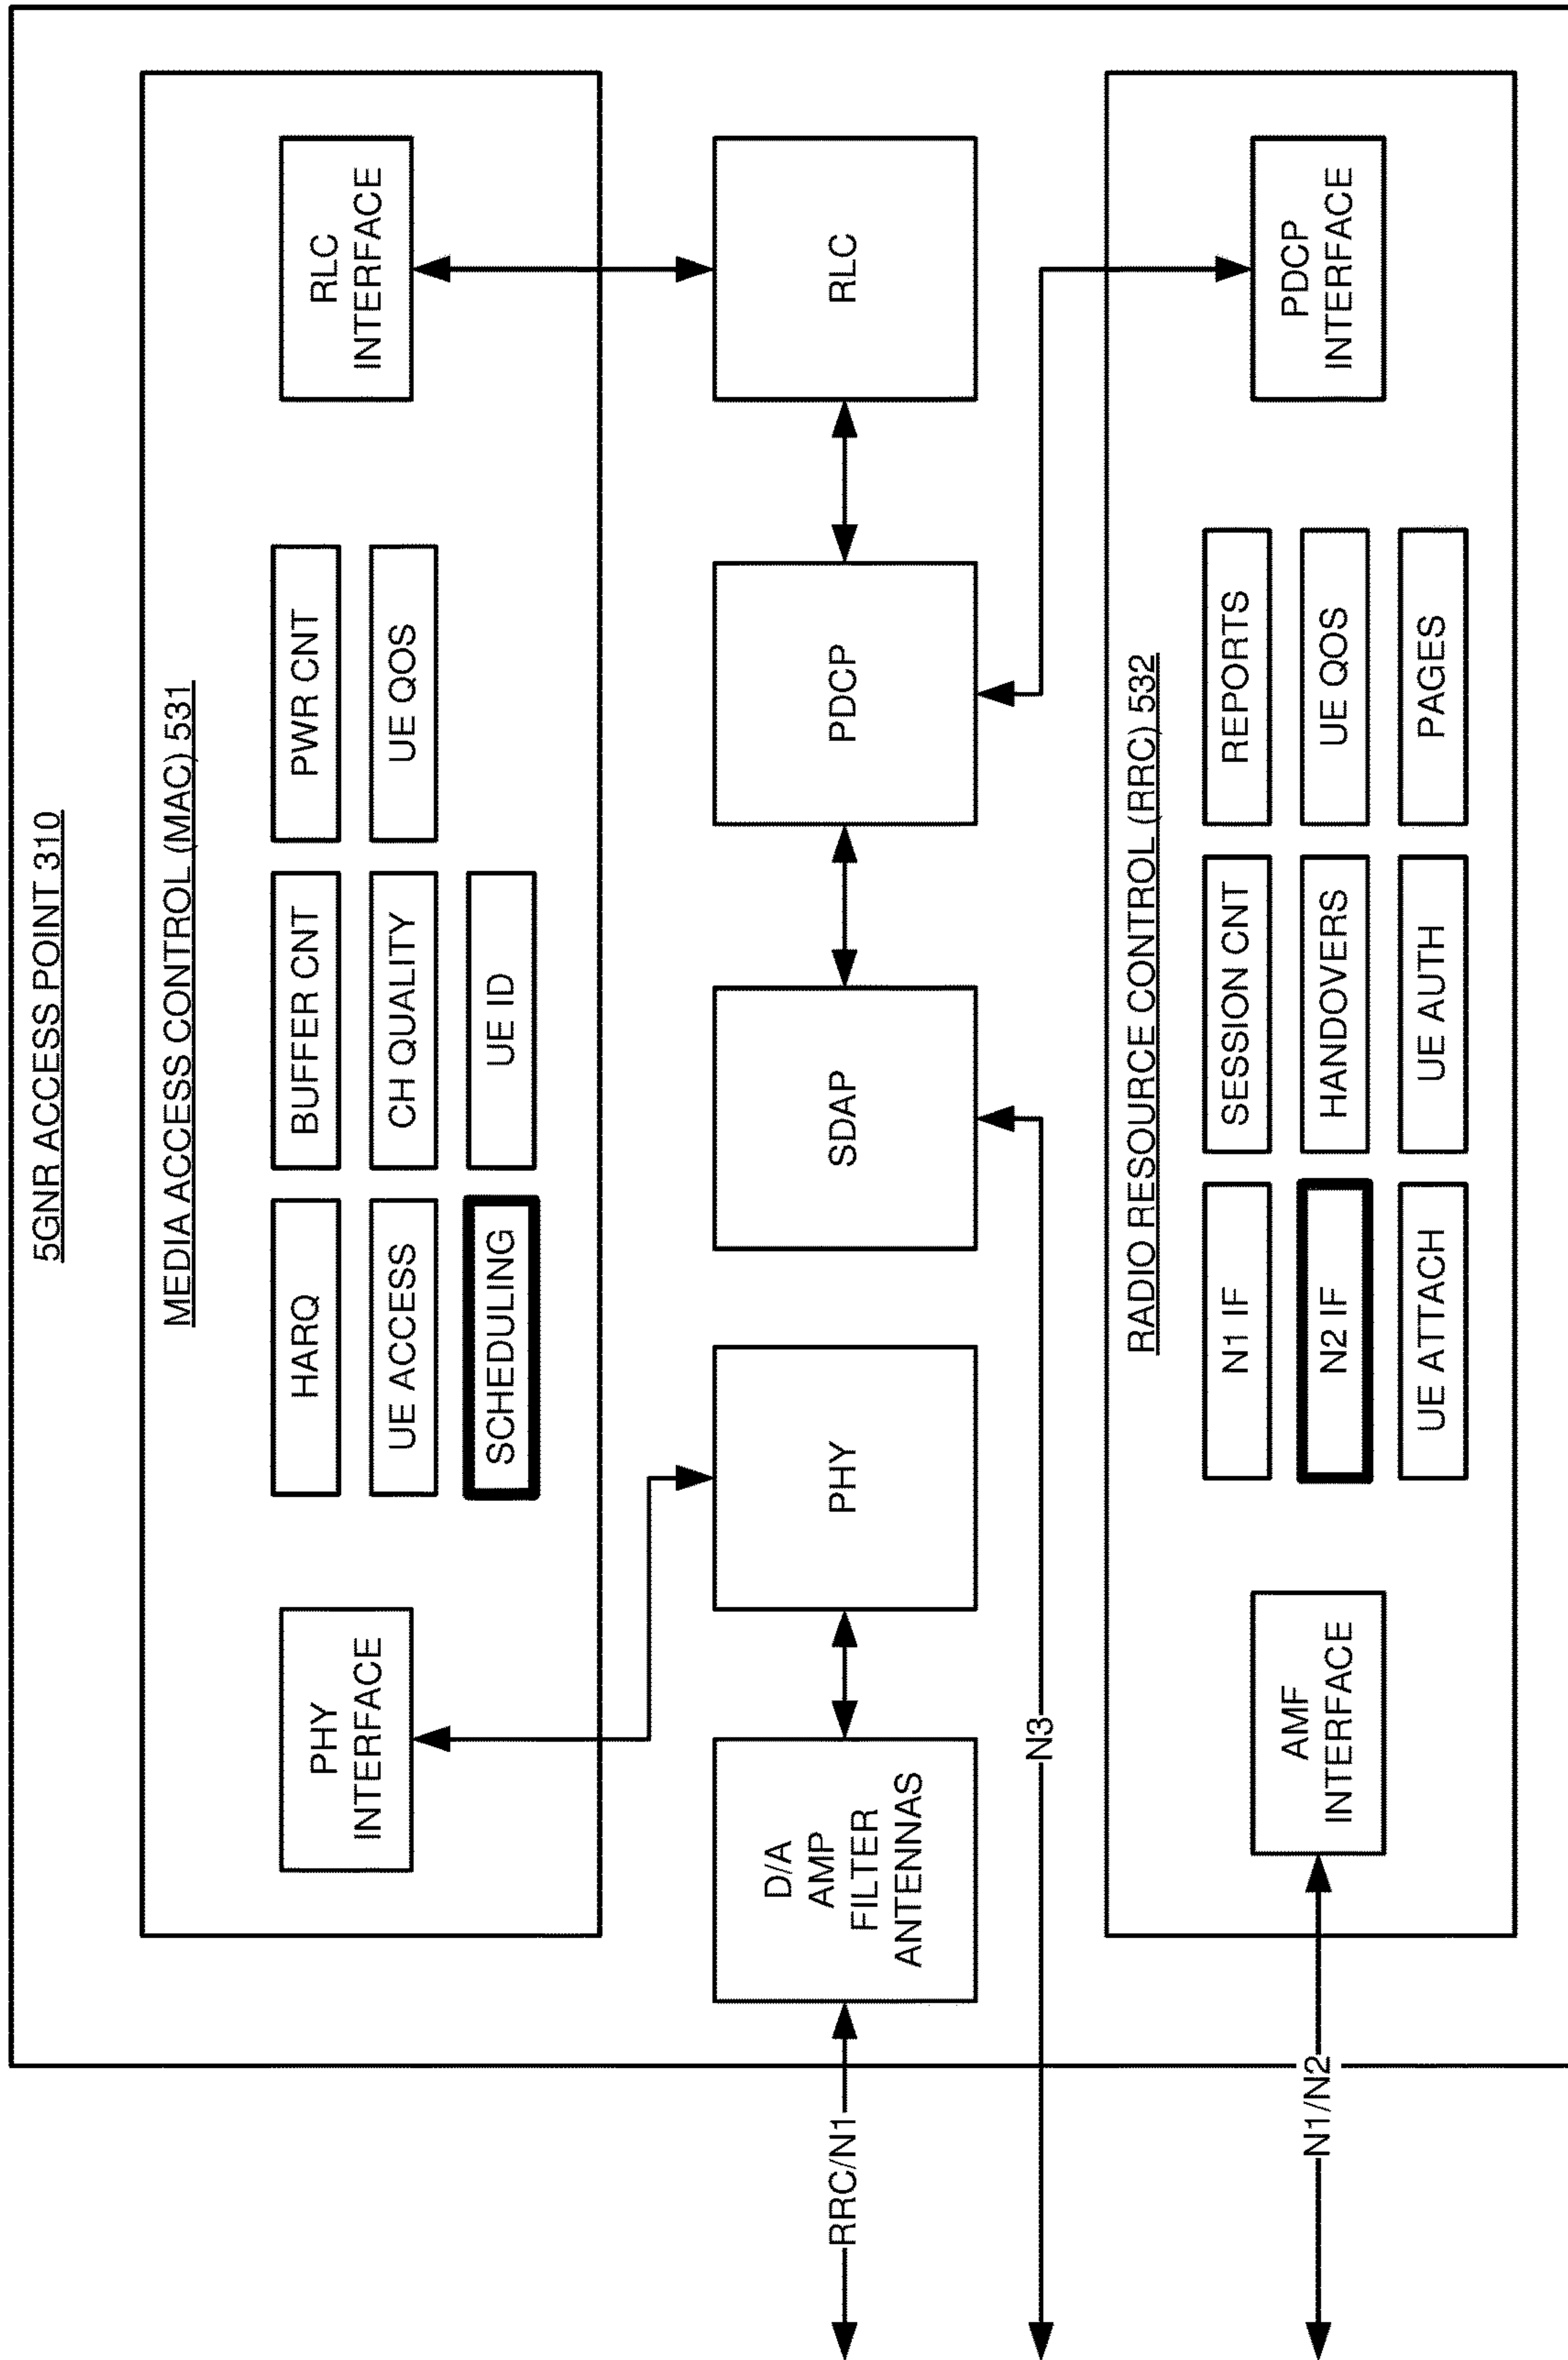 5GNR ACCESS POINT 310
MEDIA ACCESS CONTROL (MAC) 531
PHY
INTERFACE
HARQ
BUFFER CNT
PWR CNT
UE ACCESS
CH QUALITY
UE QOS
SCHEDULING
UE ID
RLC
INTERFACE
RRC/N1
D/A
AMP
FILTER
ANTENNAS
PHY
SDAP
PDCP
RLC
N3
RADIO RESOURCE CONTROL (RRC) 532
N1/N2
AMF
INTERFACE
N1 IF
SESSION CNT
REPORTS
N2 IF
HANDOVERS
UE QOS
UE ATTACH
UE AUTH
PAGES
PDCP
INTERFACE